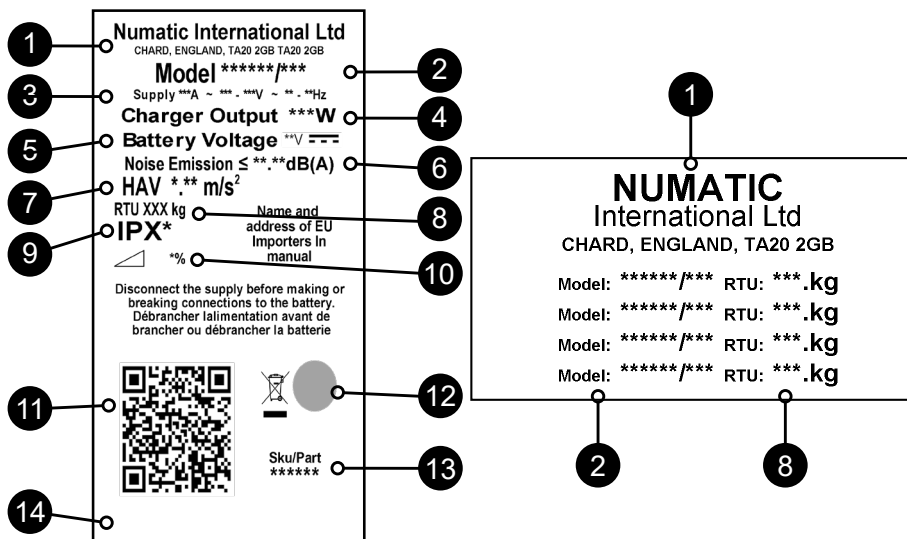 Numatic International Ltd
CHARD, ENGLAND, TA20 2GB TA20 2GB
1
Model ******/***
2
3
Supply ***A ~ *** - ***V ~ ** - **Hz
Charger Output ***W
4
5
Battery Voltage **V
Noise Emission ≤ **.**dB(A)
6
7
HAV *.** m/s²
RTU XXX kg
8
9
IPX*
Name and
address of EU
Importers In
manual
*%
10
Disconnect the supply before making or
breaking connections to the battery.
Débrancher lalimentation avant de
brancher ou débrancher la batterie
11
12
Sku/Part
******
13
14
1
NUMATIC
International Ltd
CHARD, ENGLAND, TA20 2GB
Model: ******/*** RTU: ***.kg
Model: ******/*** RTU: ***.kg
Model: ******/*** RTU: ***.kg
Model: ******/*** RTU: ***.kg
2
8